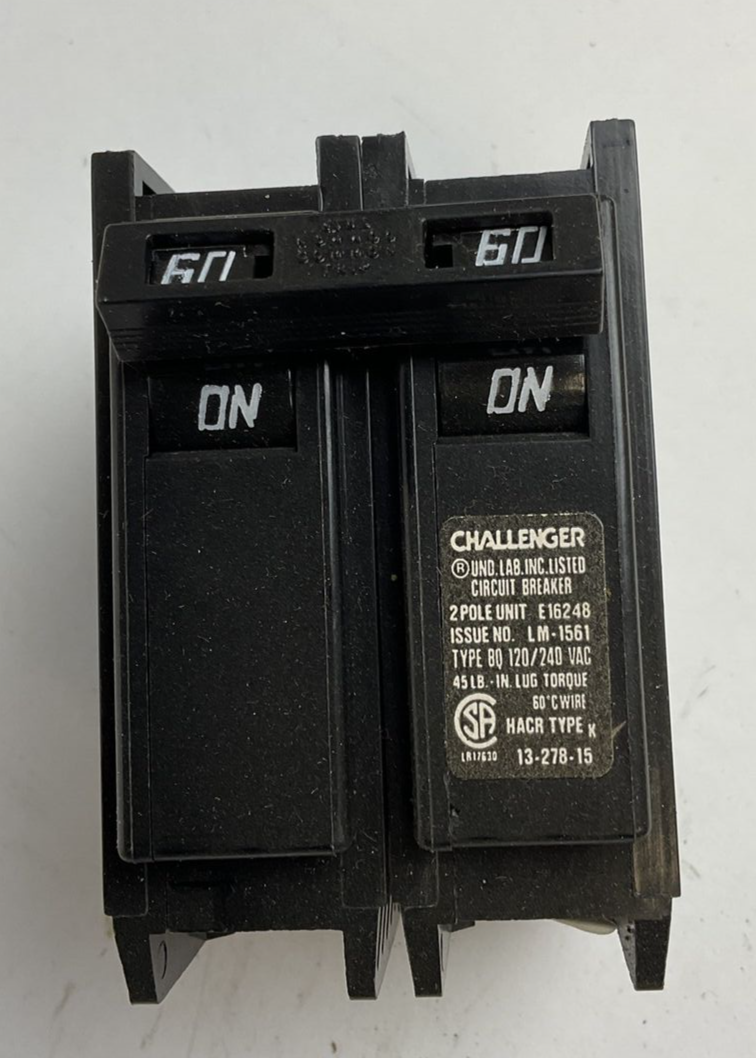 60 60
ON ON
CHALLENGER
® UND. LAB. INC. LISTED
CIRCUIT BREAKER
2 POLE UNIT E16248
ISSUE NO. LM-1561
TYPE BQ 120/240 VAC
45 LB.-IN. LUG TORQUE
60°C WIRE
SA HACR TYPE K
LR17630 13-278-15